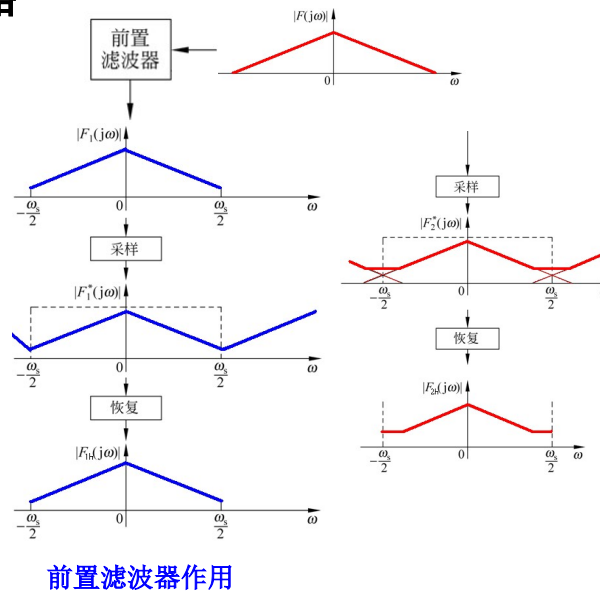 |F(jω)|
0
ω
前置
滤波器
|F₁(jω)|
-ωs/2
0
ωs/2
ω
采样
|F₁*(jω)|
-ωs/2
0
ωs/2
ω
恢复
|F₁ₕ(jω)|
-ωs/2
0
ωs/2
ω
采样
|F₂*(jω)|
-ωs/2
0
ωs/2
ω
恢复
|F₂ₕ(jω)|
-ωs/2
0
ωs/2
ω
前置滤波器作用